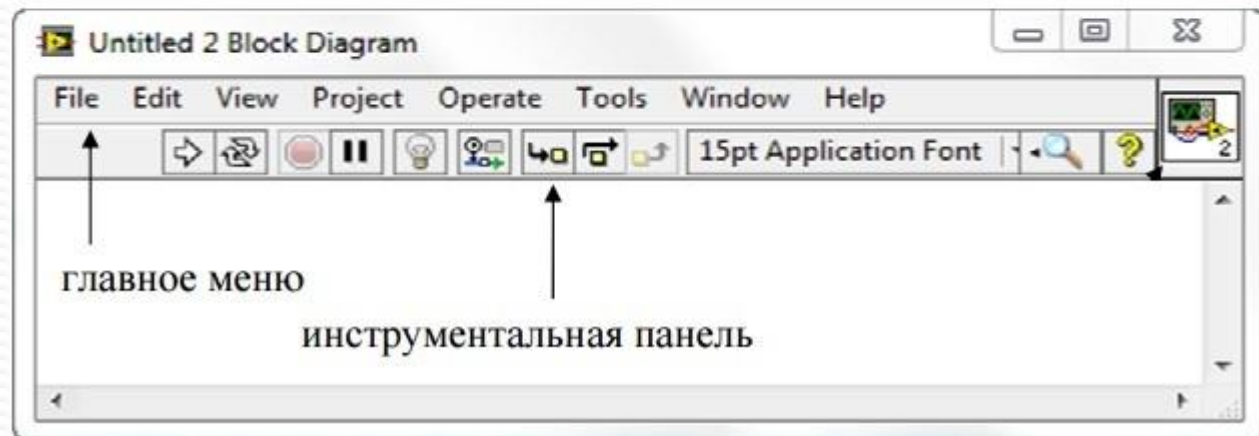 Untitled 2 Block Diagram
File Edit View Project Operate Tools Window Help
15pt Application Font
?
2
главное меню
инструментальная панель